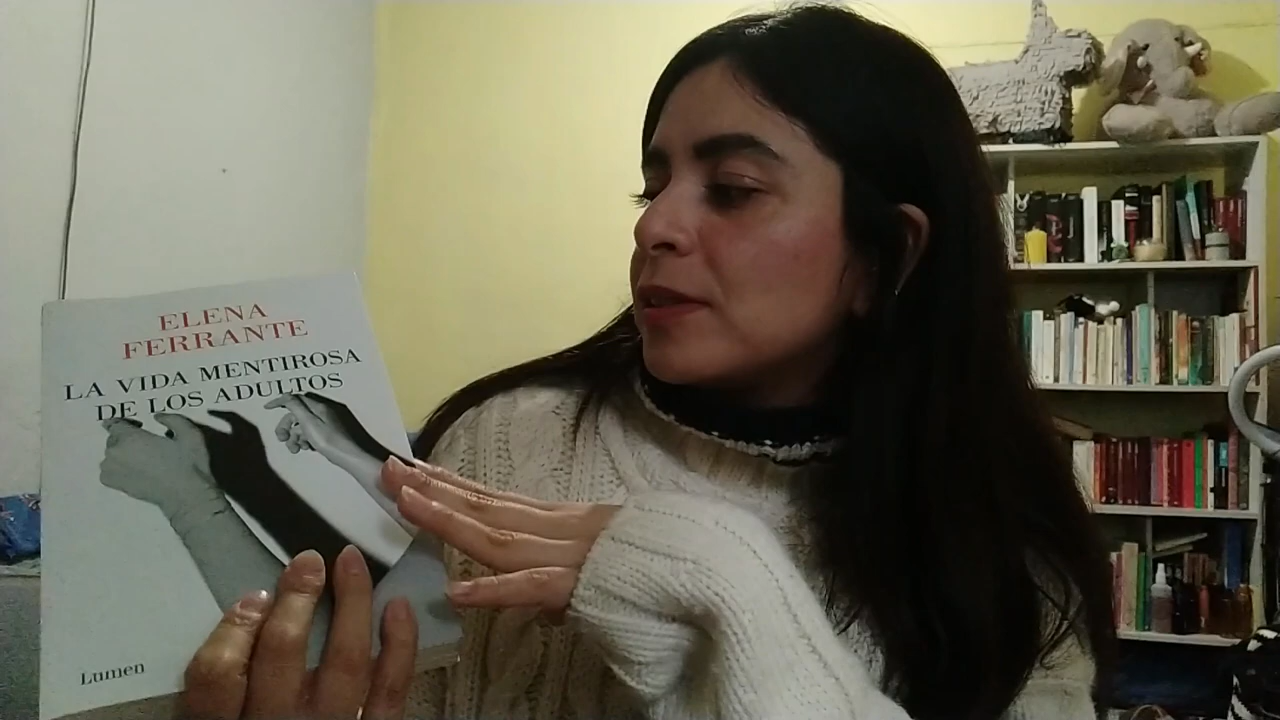 ELENA
FERRANTE
LA VIDA MENTIROSA
DE LOS ADULTOS
Lumen